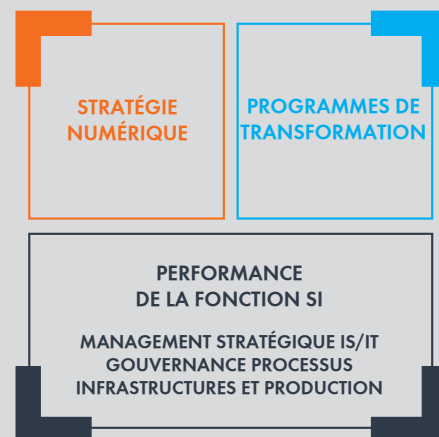 STRATÉGIE
NUMÉRIQUE
PROGRAMMES DE
TRANSFORMATION
PERFORMANCE
DE LA FONCTION SI
MANAGEMENT STRATÉGIQUE IS/IT
GOUVERNANCE PROCESSUS
INFRASTRUCTURES ET PRODUCTION